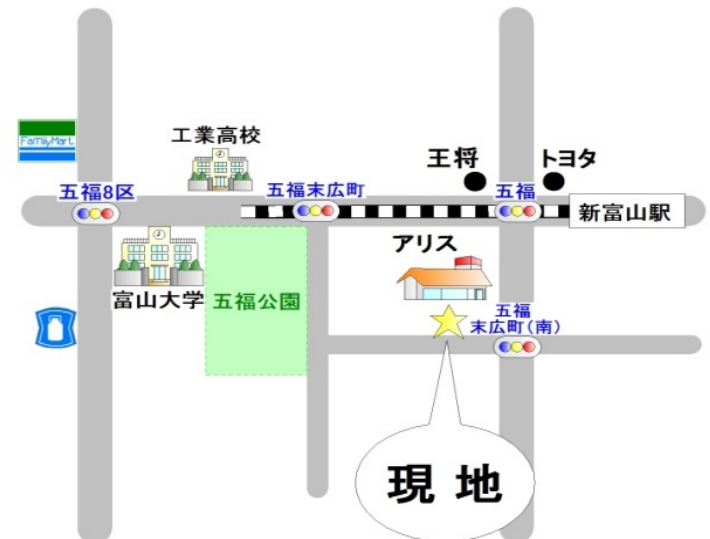 FamilyMart
工業高校
王将
トヨタ
五福8区
五福末広町
五福
新富山駅
アリス
富山大学
五福公園
五福
末広町(南)
現地